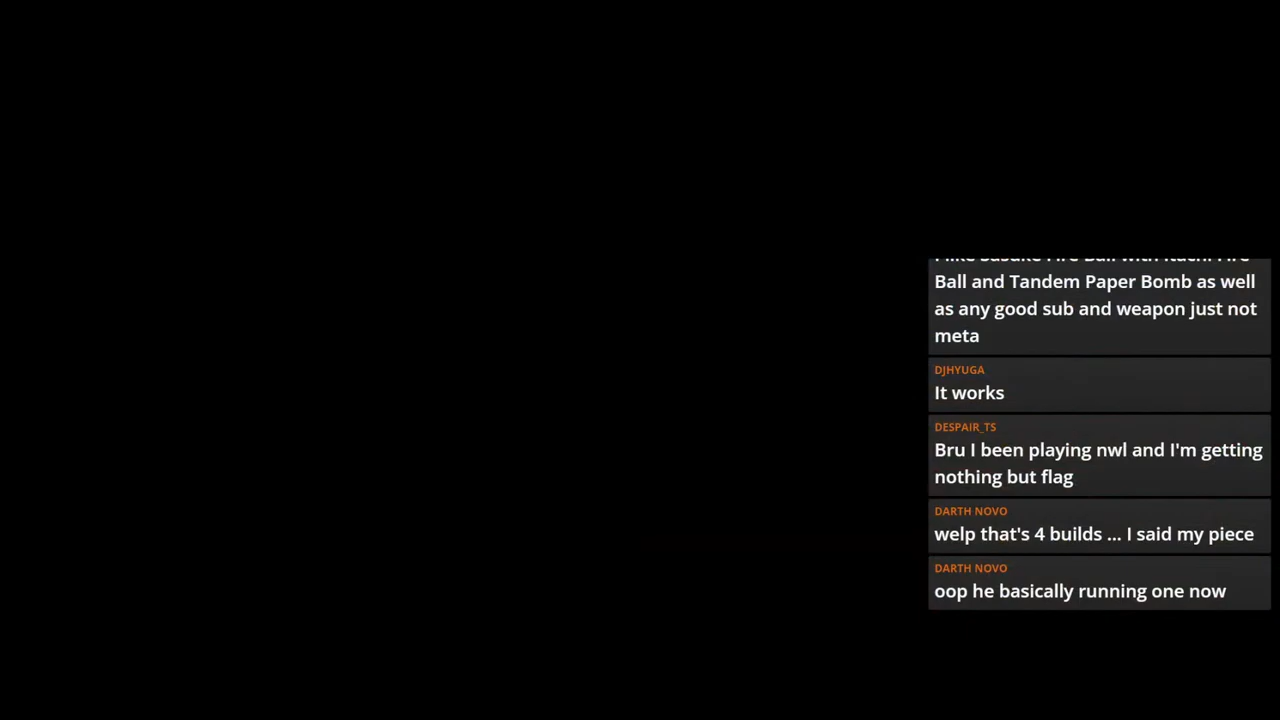 Ball and Tandem Paper Bomb as well
as any good sub and weapon just not
meta
DJHYUGA
It works
DESPAIR_TS
Bru I been playing nwl and I'm getting
nothing but flag
DARTH NOVO
welp that's 4 builds ... I said my piece
DARTH NOVO
oop he basically running one now